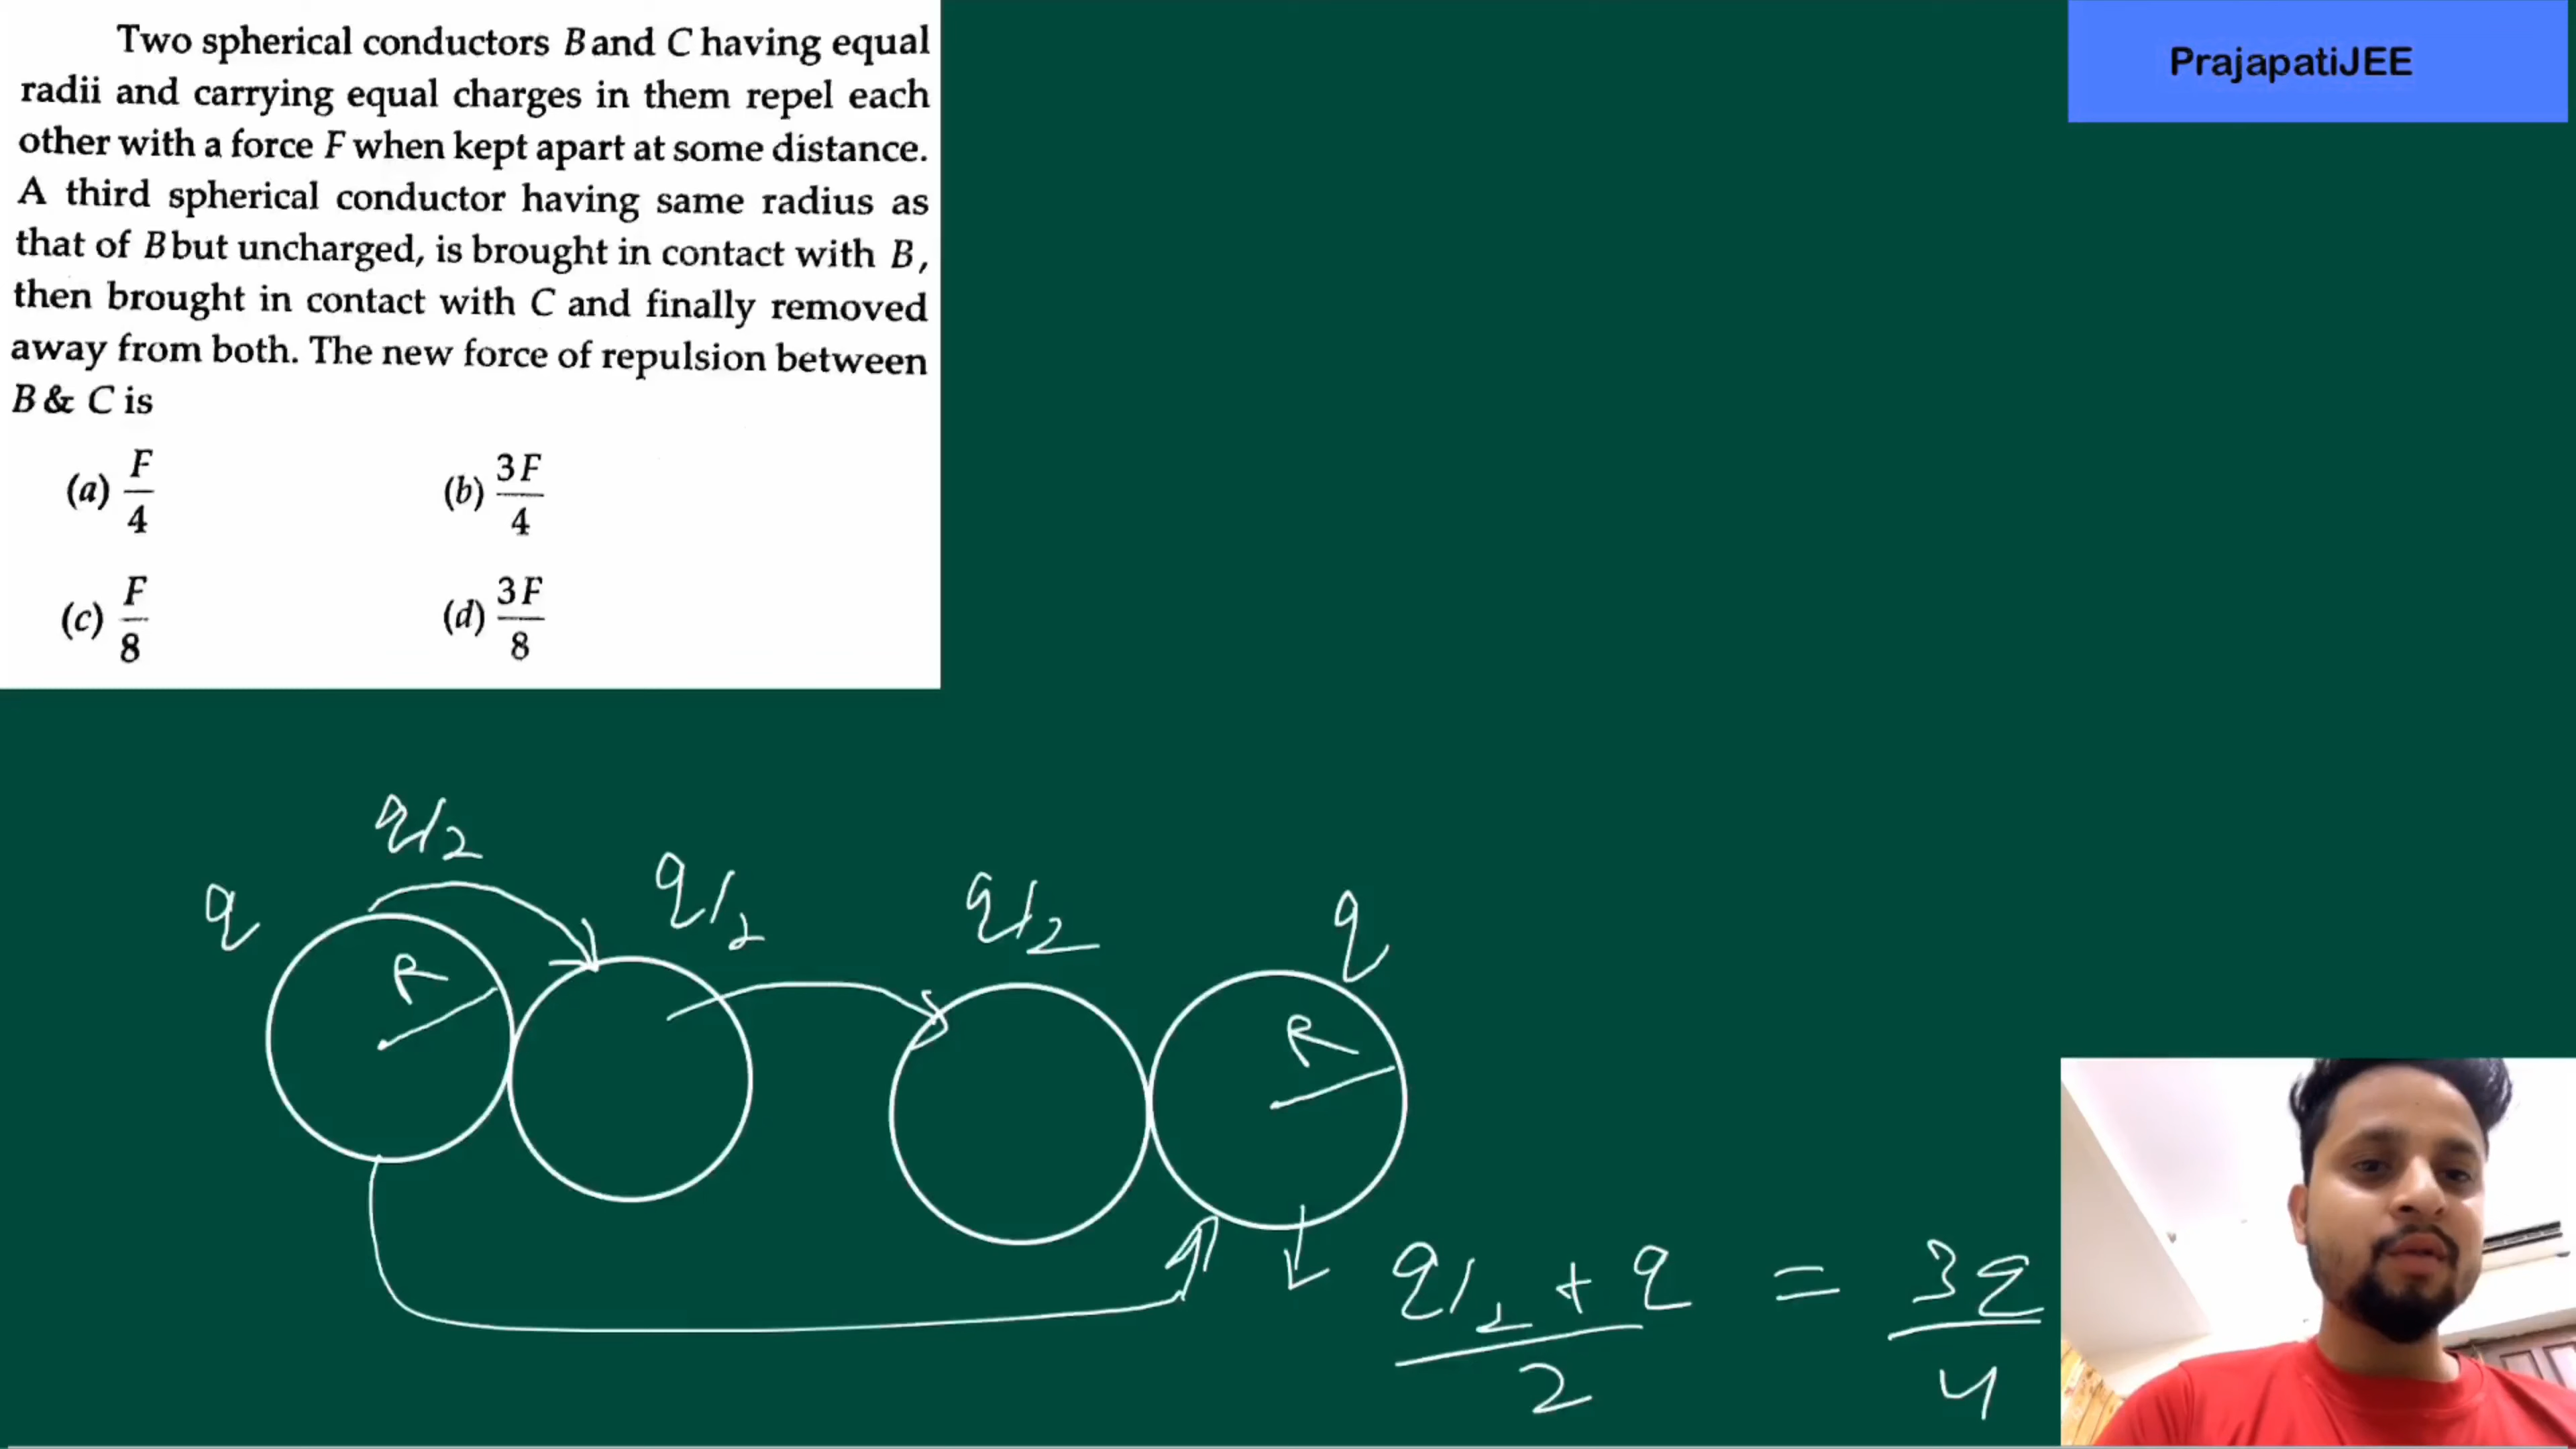 Two spherical conductors B and C having equal
radii and carrying equal charges in them repel each
other with a force F when kept apart at some distance.
A third spherical conductor having same radius as
that of B but uncharged, is brought in contact with B,
then brought in contact with C and finally removed
away from both. The new force of repulsion between
B & C is
(a) F/4 (b) 3F/4
(c) F/8 (d) 3F/8
PrajapatiJEE
q/2
q q/2 q/2 q
R R
q/2 + q = 3q
2 4